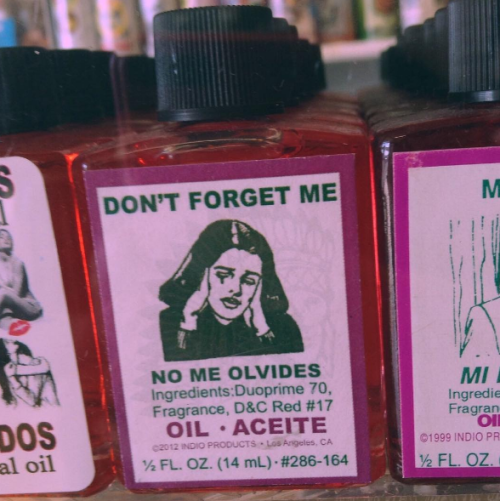 S
DOS
al oil
DON'T FORGET ME
NO ME OLVIDES
Ingredients:Duoprime 70,
Fragrance, D&C Red #17
OIL · ACEITE
©2012 INDIO PRODUCTS • Los Angeles, CA
½ FL. OZ. (14 mL) · #286-164
M
MI
Ingredie
Fragran
OIL
©1999 INDIO PR
½ FL. OZ. (